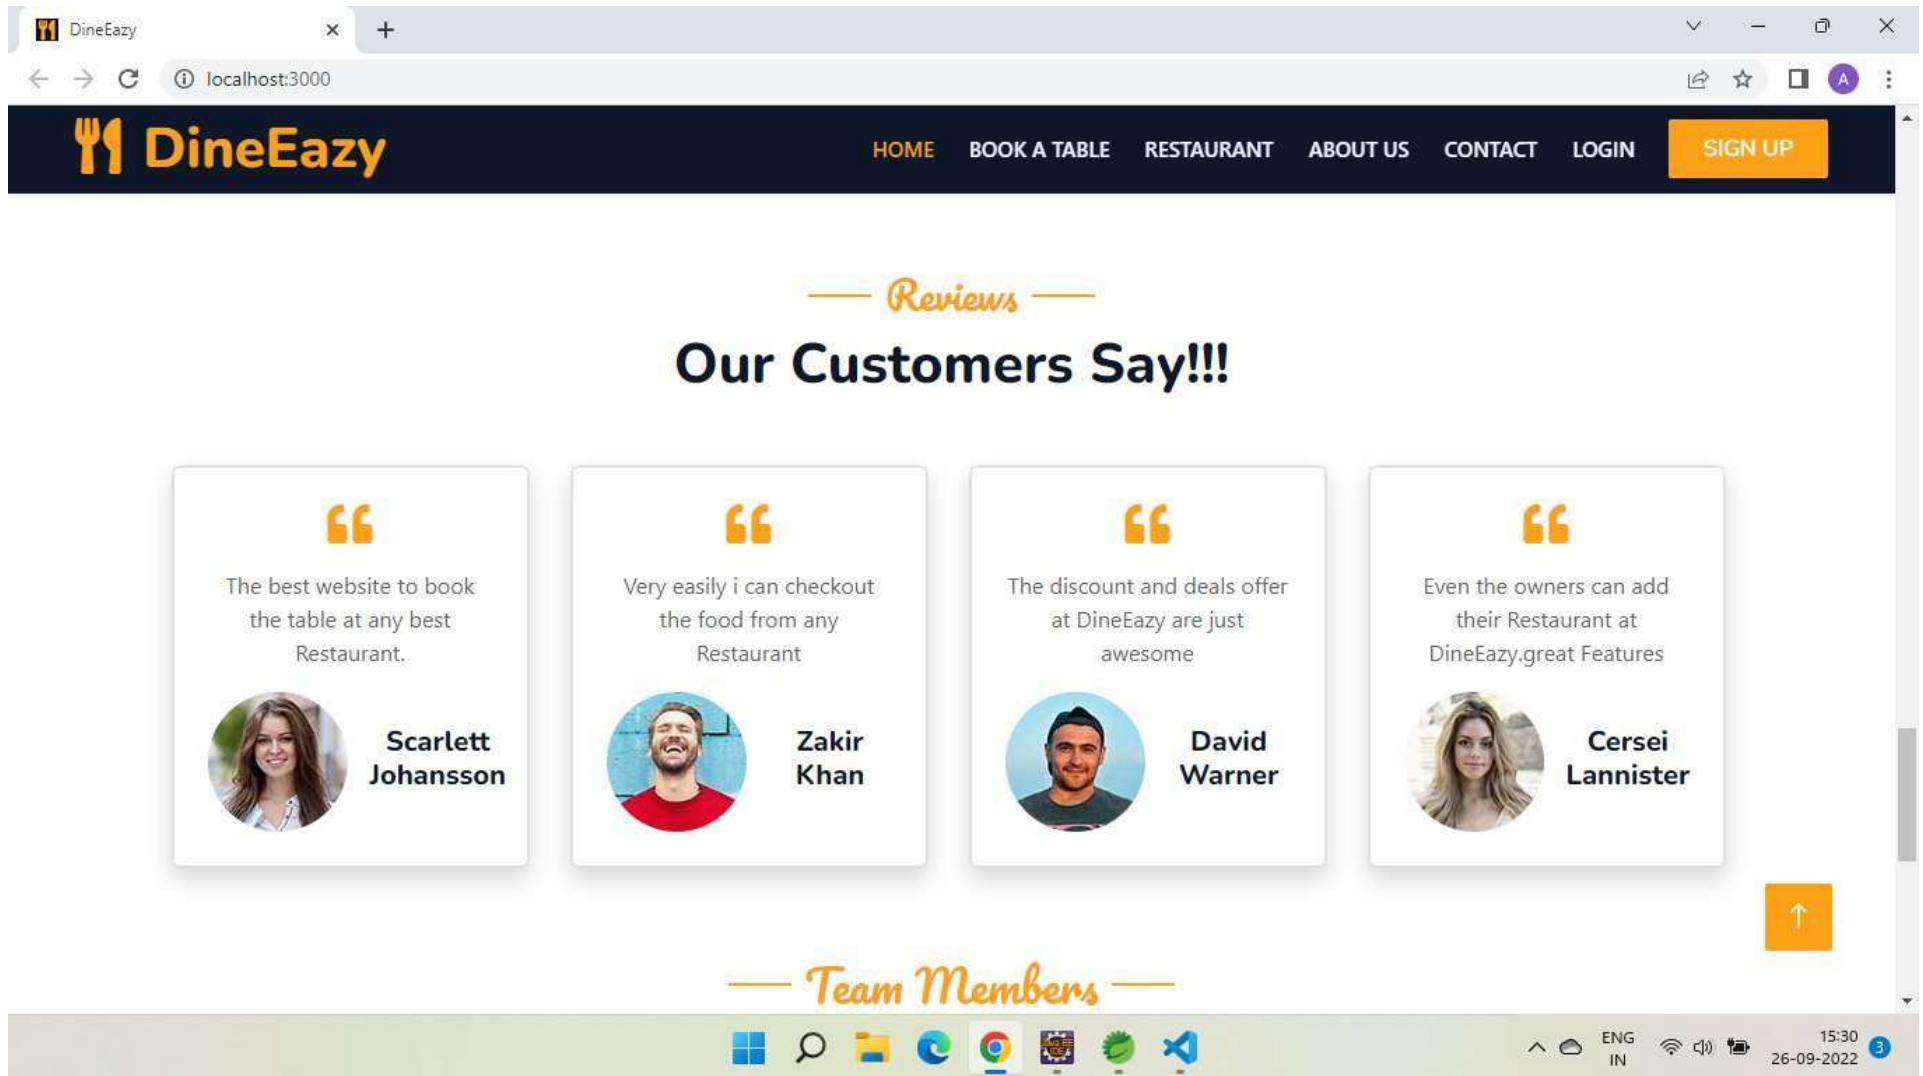 DineEazy
localhost:3000
A
DineEazy
HOME BOOK A TABLE RESTAURANT ABOUT US CONTACT LOGIN SIGN UP
Reviews
Our Customers Say!!!
The best website to book
the table at any best
Restaurant.
Scarlett
Johansson
Very easily i can checkout
the food from any
Restaurant
Zakir
Khan
The discount and deals offer
at DineEazy are just
awesome
David
Warner
Even the owners can add
their Restaurant at
DineEazy.great Features
Cersei
Lannister
Team Members
ENG
IN
15:30
26-09-2022
3